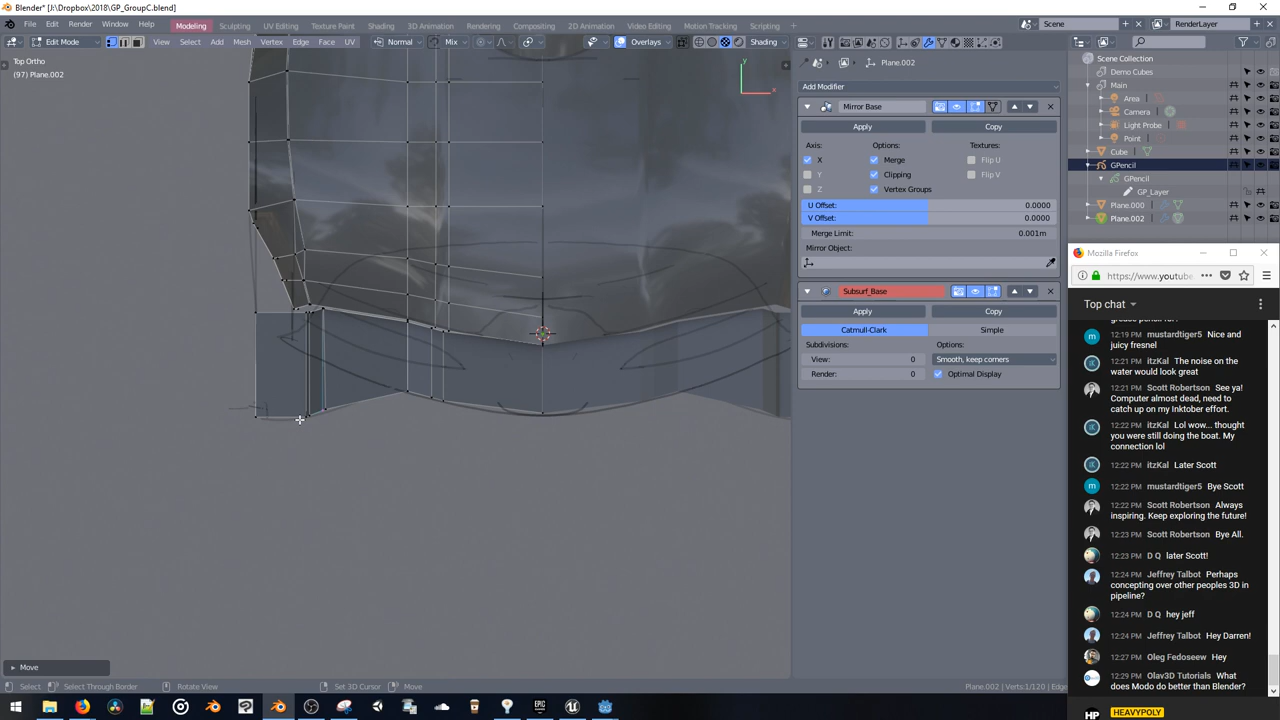 Blender* [J:\Dropbox\2018\GP_GroupC.blend]
File Edit Render Window Help Modeling Sculpting UV Editing Texture Paint Shading 3D Animation Rendering Compositing 2D Animation Video Editing Motion Tracking Scripting Scene RenderLayer
Edit Mode View Select Add Mesh Vertex Edge Face UV Normal Mix Overlays Shading
Top Ortho
(97) Plane.002
y
x
Plane.002
Add Modifier
Mirror Base
Apply Copy
Axis: Options: Textures:
X Merge Flip U
Y Clipping Flip V
Z Vertex Groups
U Offset: 0.0000
V Offset: 0.0000
Merge Limit: 0.001m
Mirror Object:
Subsurf_Base
Apply Copy
Catmull-Clark Simple
Subdivisions: Options:
View: 0 Smooth, keep corners
Render: 0 Optimal Display
Scene Collection
Demo Cubes
Main
Area
Camera
Light Probe
Point
Cube
GPencil
GPencil
GP_Layer
Plane.000
Plane.002
Mozilla Firefox
https://www.youtube
Top chat
12:19 PM mustardtiger5 Nice and
juicy fresnel
12:21 PM itzKal The noise on the
water would look great
12:21 PM Scott Robertson See ya!
Computer almost dead, need to
catch up on my Inktober effort.
12:22 PM itzKal Lol wow... thought
you were still doing the boat. My
connection lol
12:22 PM itzKal Later Scott
12:22 PM mustardtiger5 Bye Scott
12:22 PM Scott Robertson Always
inspiring. Keep exploring the future!
12:23 PM Scott Robertson Bye All.
12:23 PM D Q later Scott!
12:24 PM Jeffrey Talbot Perhaps
concepting over other peoples 3D in
pipeline?
12:24 PM D Q hey jeff
12:24 PM Jeffrey Talbot Hey Darren!
12:27 PM Oleg Fedoseew Hey
12:29 PM Olav3D Tutorials What
does Modo do better than Blender?
HP HEAVYPOLY
Move
Select Select Through Border Rotate View Set 3D Cursor Move Plane.002 | Verts:1/120 | Edge